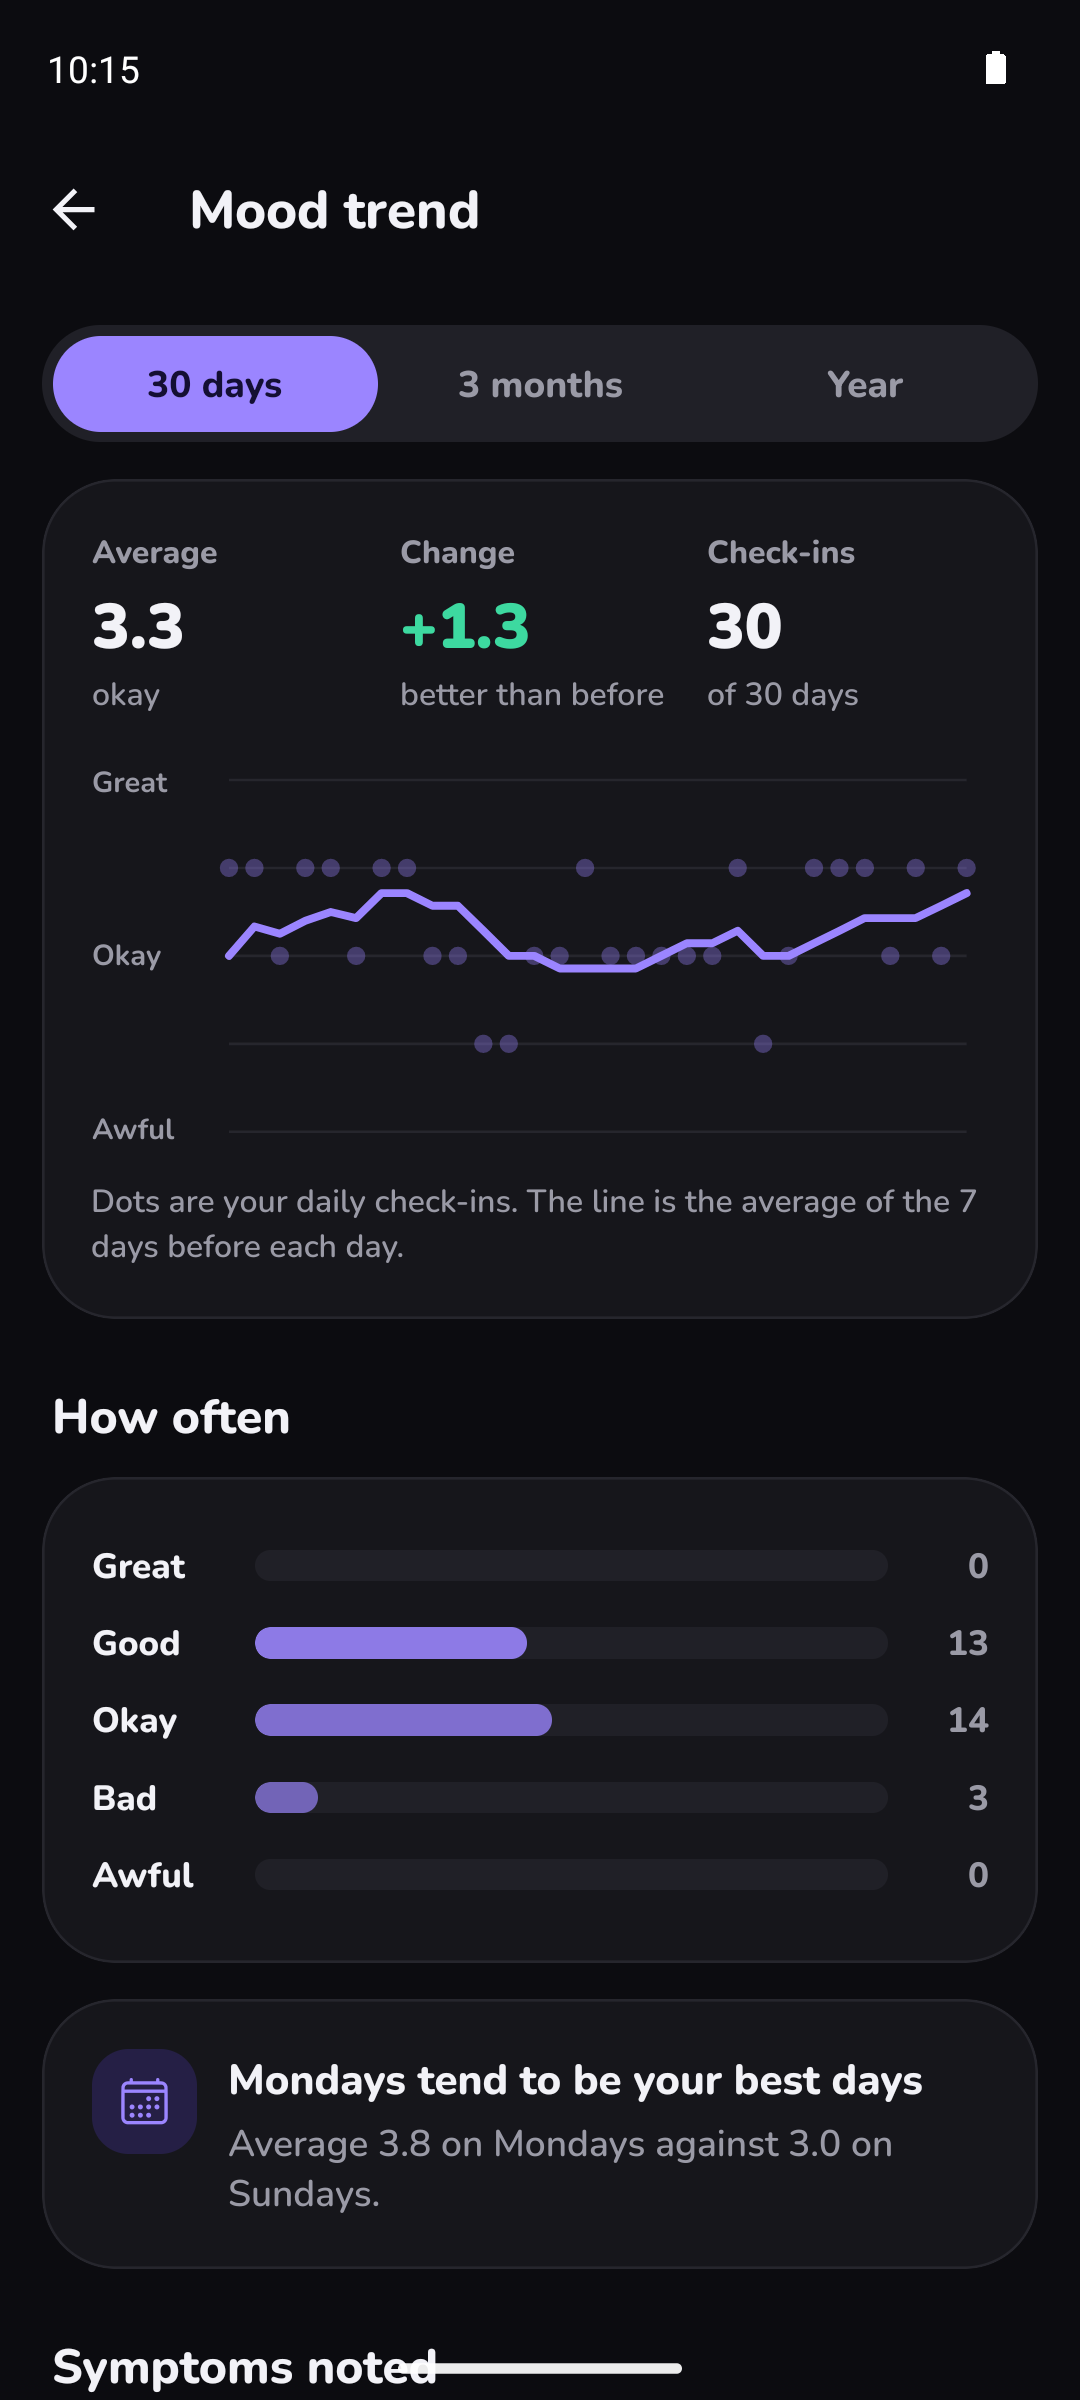 10:15
Mood trend
30 days
3 months
Year
Average
Change
Check-ins
3.3
+1.3
30
okay
better than before
of 30 days
Great
Okay
Awful
Dots are your daily check-ins. The line is the average of the 7
days before each day.
How often
Great
0
Good
13
Okay
14
Bad
3
Awful
0
Mondays tend to be your best days
Average 3.8 on Mondays against 3.0 on
Sundays.
Symptoms noted